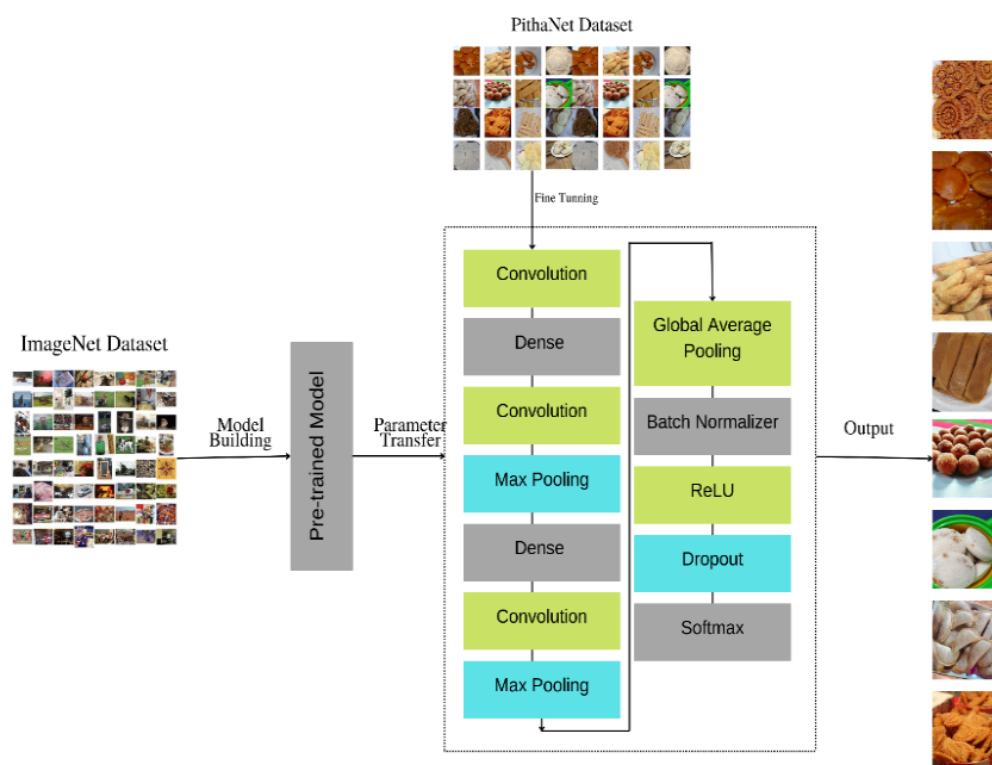 PithaNet Dataset
Fine Tunning
ImageNet Dataset
Model
Building
Pre-trained Model
Parameter
Transfer
Convolution
Dense
Convolution
Max Pooling
Dense
Convolution
Max Pooling
Global Average
Pooling
Batch Normalizer
ReLU
Dropout
Softmax
Output